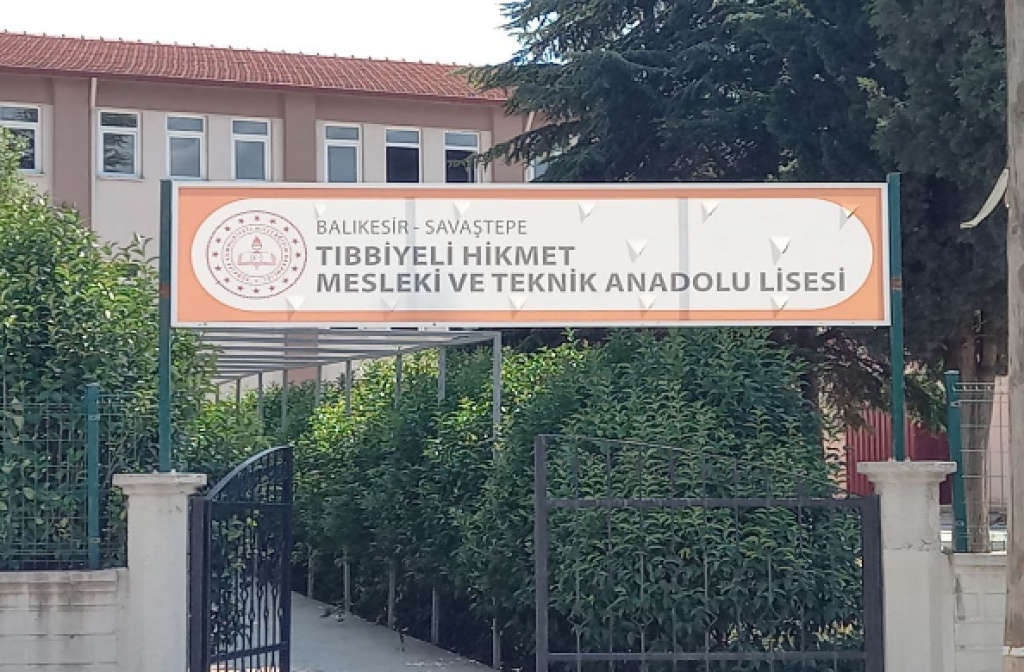 BALIKESİR - SAVAŞTEPE
TIBBİYELİ HİKMET
MESLEKİ VE TEKNİK ANADOLU LİSESİ